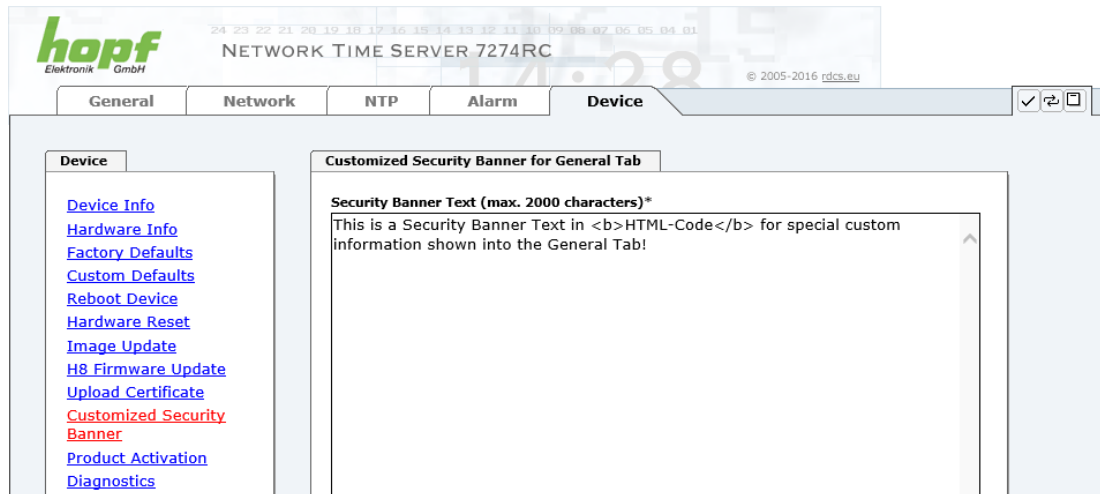 hopf
Elektronik GmbH
24 23 22 21 20 19 18 17 16 15 14 13 12 11 10 09 08 07 06 05 04 01
NETWORK TIME SERVER 7274RC
14:28
© 2005-2016 rdcs.eu
General Network NTP Alarm Device
Device
Device Info
Hardware Info
Factory Defaults
Custom Defaults
Reboot Device
Hardware Reset
Image Update
H8 Firmware Update
Upload Certificate
Customized Security
Banner
Product Activation
Diagnostics
Customized Security Banner for General Tab
Security Banner Text (max. 2000 characters)*
This is a Security Banner Text in <b>HTML-Code</b> for special custom
information shown into the General Tab!